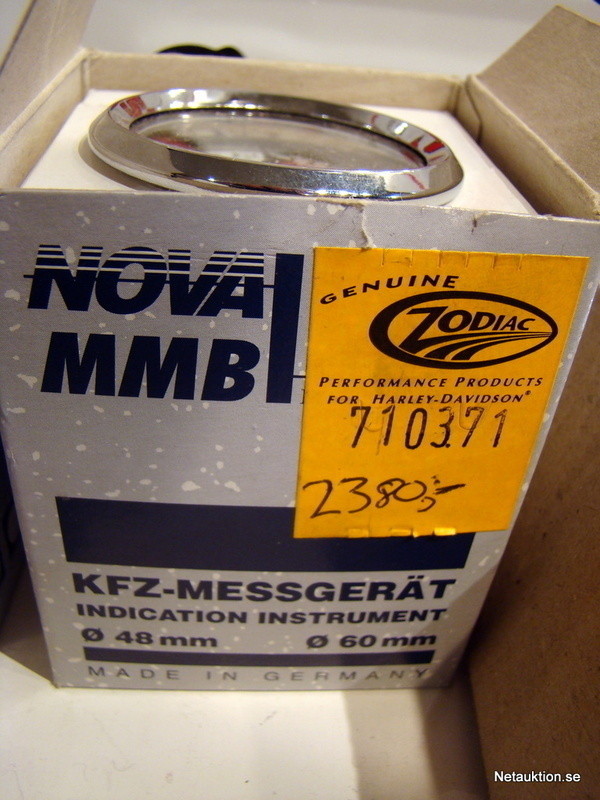 NOVA
MMB
GENUINE
ZODIAC
PERFORMANCE PRODUCTS
FOR HARLEY-DAVIDSON®
710371
2380:-
KFZ-MESSGERÄT
INDICATION INSTRUMENT
Ø 48 mm Ø 60 mm
MADE IN GERMANY
Netauktion.se